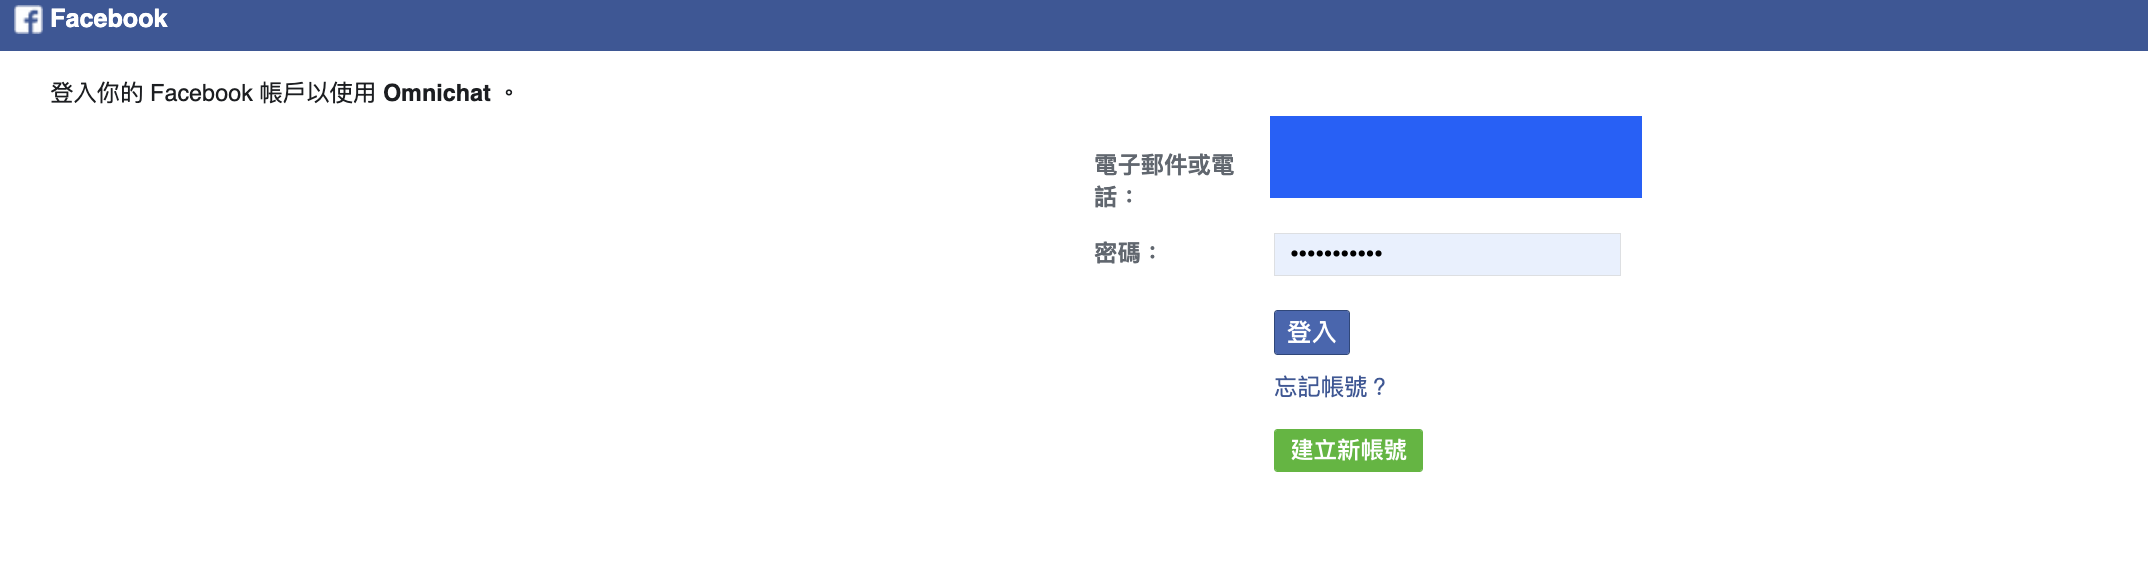 Facebook
登入你的 Facebook 帳戶以使用 Omnichat 。
電子郵件或電
話：
密碼：
•••••••••••
登入
忘記帳號？
建立新帳號